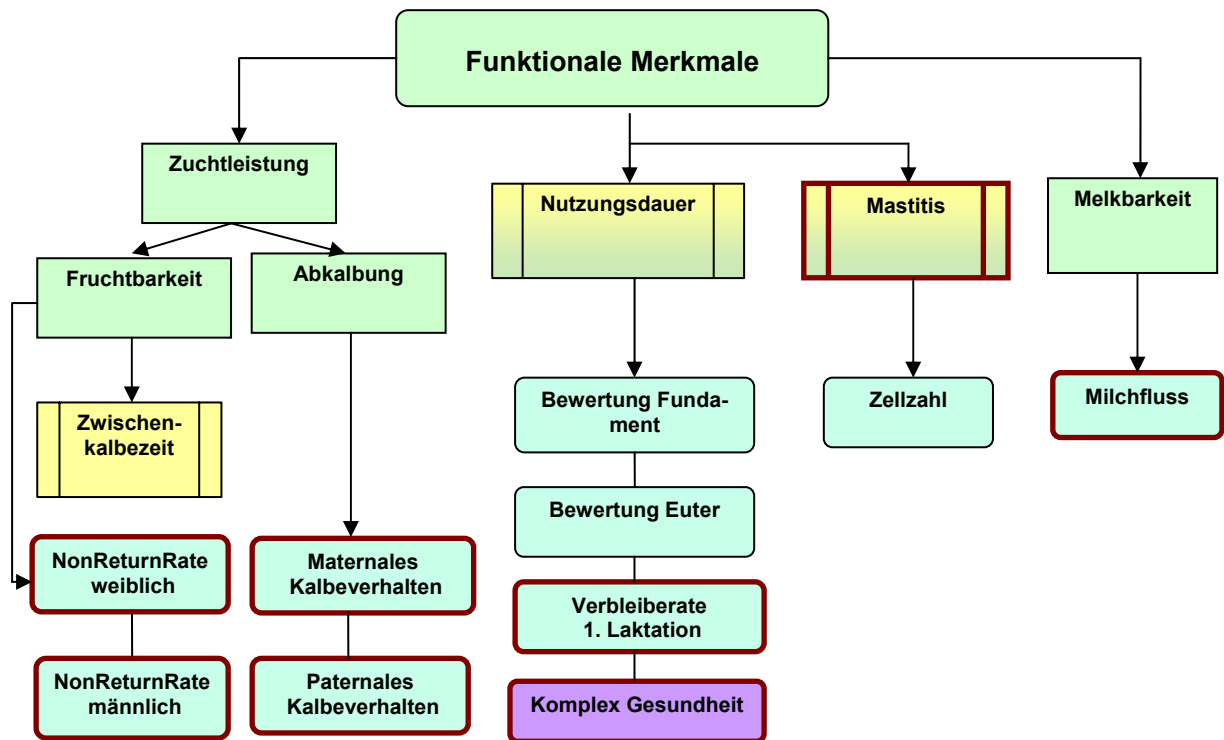 Funktionale Merkmale
Zuchtleistung
Nutzungsdauer
Mastitis
Melkbarkeit
Fruchtbarkeit
Abkalbung
Zwischen-
kalbezeit
Bewertung Funda-
ment
Zellzahl
Milchfluss
Bewertung Euter
NonReturnRate
weiblich
Maternales
Kalbeverhalten
Verbleiberate
1. Laktation
NonReturnRate
männlich
Paternales
Kalbeverhalten
Komplex Gesundheit